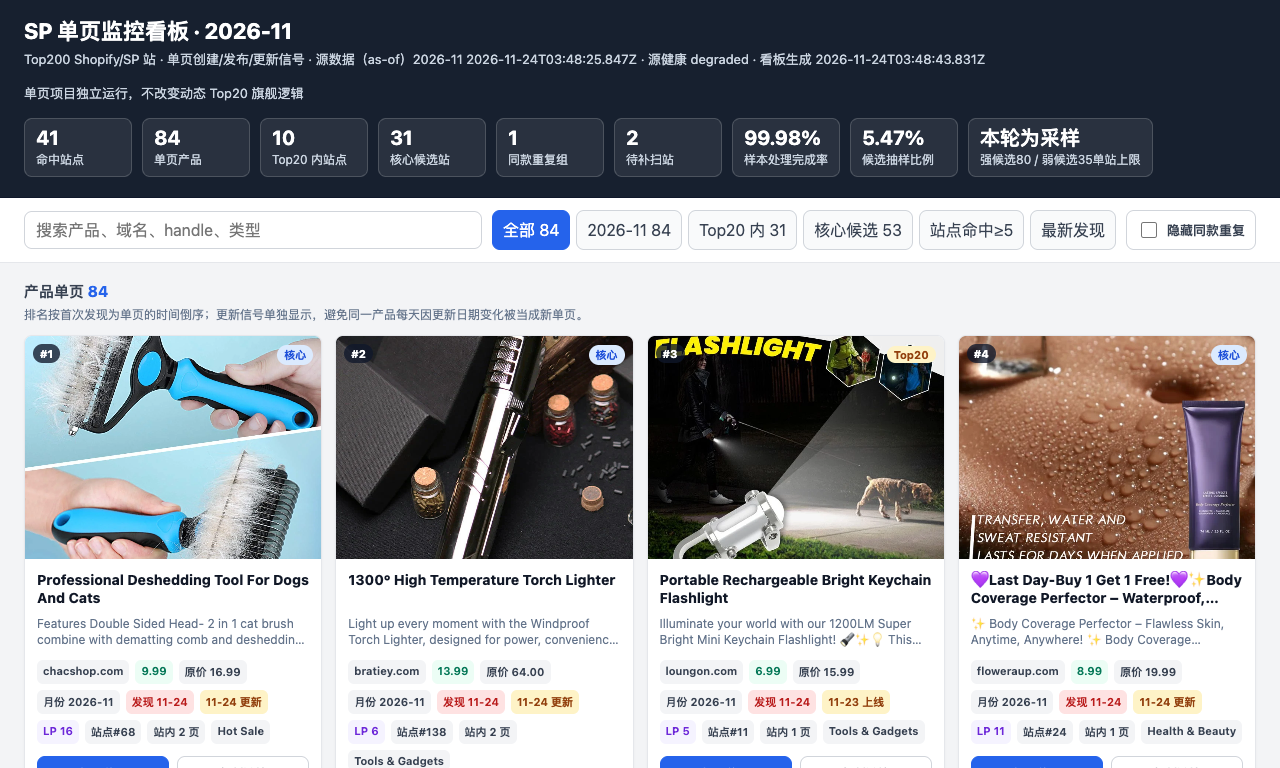 SP 单页监控看板 · 2026-11
Top200 Shopify/SP 站 · 单页创建/发布/更新信号 · 源数据（as-of）2026-11 2026-11-24T03:48:25.847Z · 源健康 degraded · 看板生成 2026-11-24T03:48:43.831Z
单页项目独立运行，不改变动态 Top20 旗舰逻辑
41
命中站点
84
单页产品
10
Top20 内站点
31
核心候选站
1
同款重复组
2
待补扫站
99.98%
样本处理完成率
5.47%
候选抽样比例
本轮为采样
强候选80 / 弱候选35单站上限
搜索产品、域名、handle、类型
全部 84
2026-11 84
Top20 内 31
核心候选 53
站点命中≥5
最新发现
隐藏同款重复
产品单页 84
排名按首次发现为单页的时间倒序；更新信号单独显示，避免同一产品每天因更新日期变化被当成新单页。
#1
核心
Professional Deshedding Tool For Dogs
And Cats
Features Double Sided Head- 2 in 1 cat brush
combine with dematting comb and desheddin...
chacshop.com 9.99 原价 16.99
月份 2026-11 发现 11-24 11-24 更新
LP 16 站点#68 站内 2 页 Hot Sale
#2
核心
1300° High Temperature Torch Lighter
Light up every moment with the Windproof
Torch Lighter, designed for power, convenienc...
bratiey.com 13.99 原价 64.00
月份 2026-11 发现 11-24 11-24 更新
LP 6 站点#138 站内 2 页
Tools & Gadgets
#3
FLASHLIGHT
Top20
Portable Rechargeable Bright Keychain
Flashlight
Illuminate your world with our 1200LM Super
Bright Mini Keychain Flashlight! 🔦✨💡 This...
loungon.com 6.99 原价 15.99
月份 2026-11 发现 11-24 11-23 上线
LP 5 站点#11 站内 1 页 Tools & Gadgets
#4
核心
TRANSFER, WATER AND
SWEAT RESISTANT
LASTS FOR DAYS WHEN APPLIED
💜Last Day-Buy 1 Get 1 Free!💜✨Body
Coverage Perfector – Waterproof,...
✨ Body Coverage Perfector – Flawless Skin,
Anytime, Anywhere! ✨ Body Coverage...
floweraup.com 8.99 原价 19.99
月份 2026-11 发现 11-24 11-24 更新
LP 11 站点#24 站内 1 页 Health & Beauty